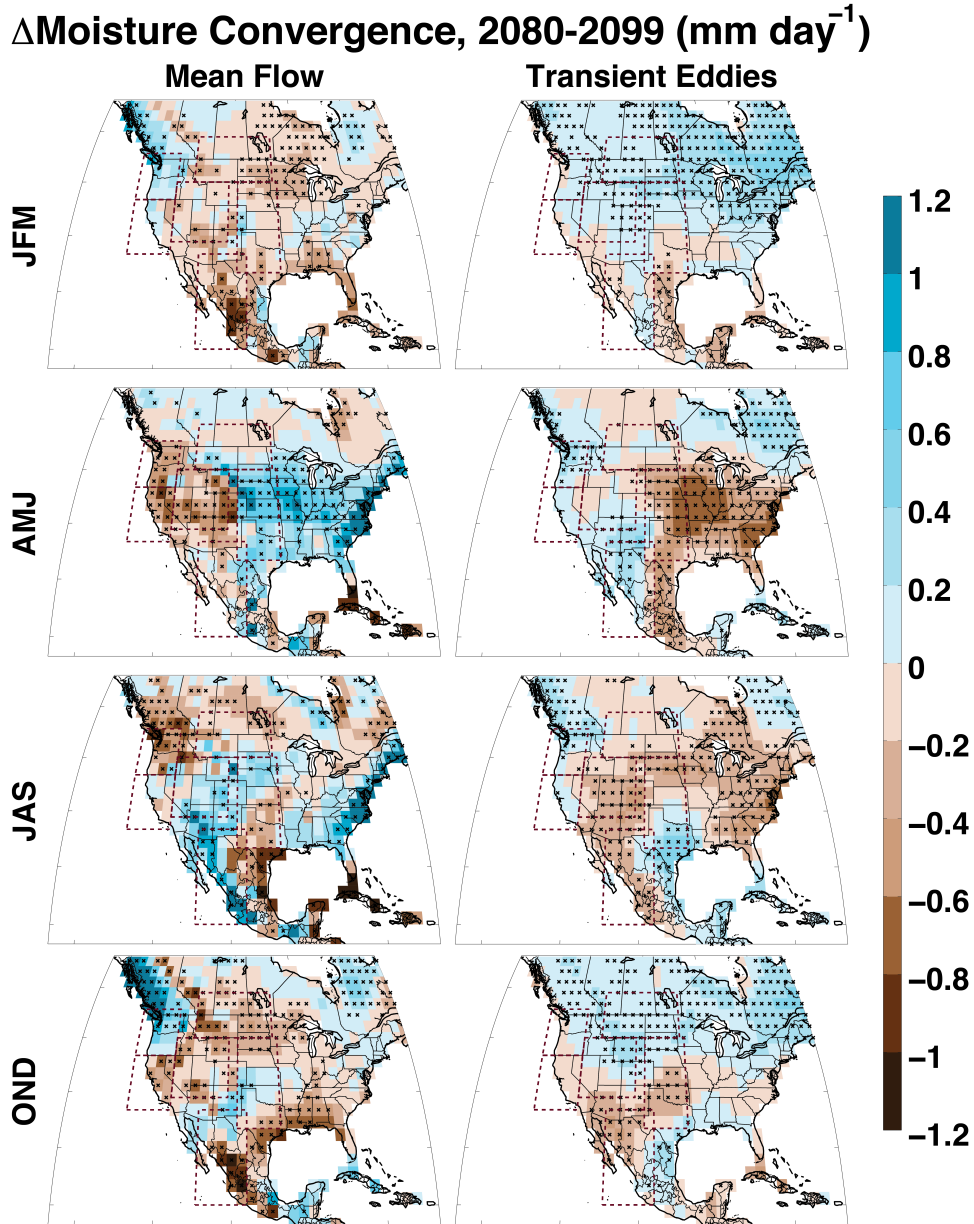 ΔMoisture Convergence, 2080-2099 (mm day⁻¹)
Mean Flow
Transient Eddies
JFM
AMJ
JAS
OND
1.2
1
0.8
0.6
0.4
0.2
0
−0.2
−0.4
−0.6
−0.8
−1
−1.2